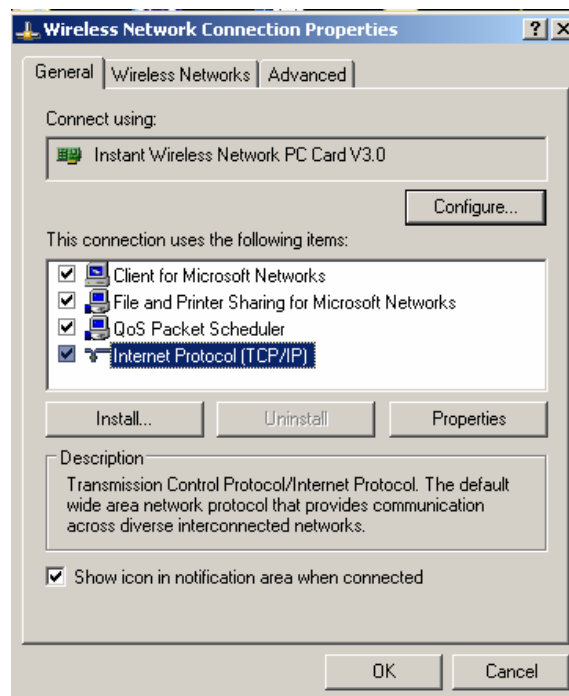 Wireless Network Connection Properties
General Wireless Networks Advanced
Connect using:
Instant Wireless Network PC Card V3.0
Configure...
This connection uses the following items:
Client for Microsoft Networks
File and Printer Sharing for Microsoft Networks
QoS Packet Scheduler
Internet Protocol (TCP/IP)
Install... Uninstall Properties
Description
Transmission Control Protocol/Internet Protocol. The default
wide area network protocol that provides communication
across diverse interconnected networks.
Show icon in notification area when connected
OK Cancel